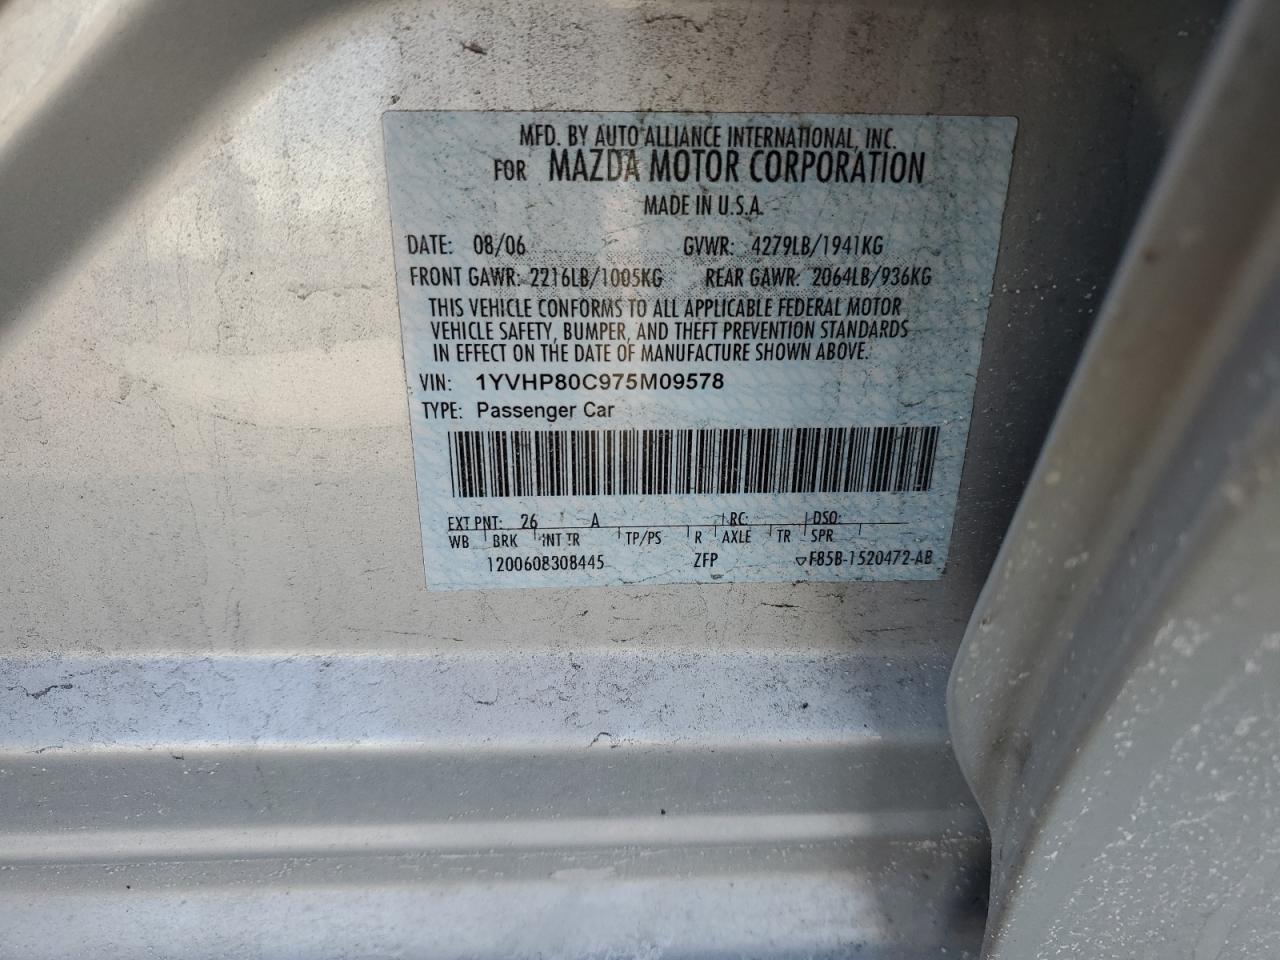 MFD. BY AUTO ALLIANCE INTERNATIONAL, INC.
FOR MAZDA MOTOR CORPORATION
MADE IN U.S.A.
DATE: 08/06 GVWR: 4279LB/1941KG
FRONT GAWR: 2216LB/1005KG REAR GAWR: 2064LB/936KG
THIS VEHICLE CONFORMS TO ALL APPLICABLE FEDERAL MOTOR
VEHICLE SAFETY, BUMPER, AND THEFT PREVENTION STANDARDS
IN EFFECT ON THE DATE OF MANUFACTURE SHOWN ABOVE.
VIN: 1YVHP80C975M09578
TYPE: Passenger Car
EXT PNT: 26 A RC: DSO:
WB BRK INT TR TP/PS R AXLE TR SPR
1200608308445 ZFP F85B-1520472-AB